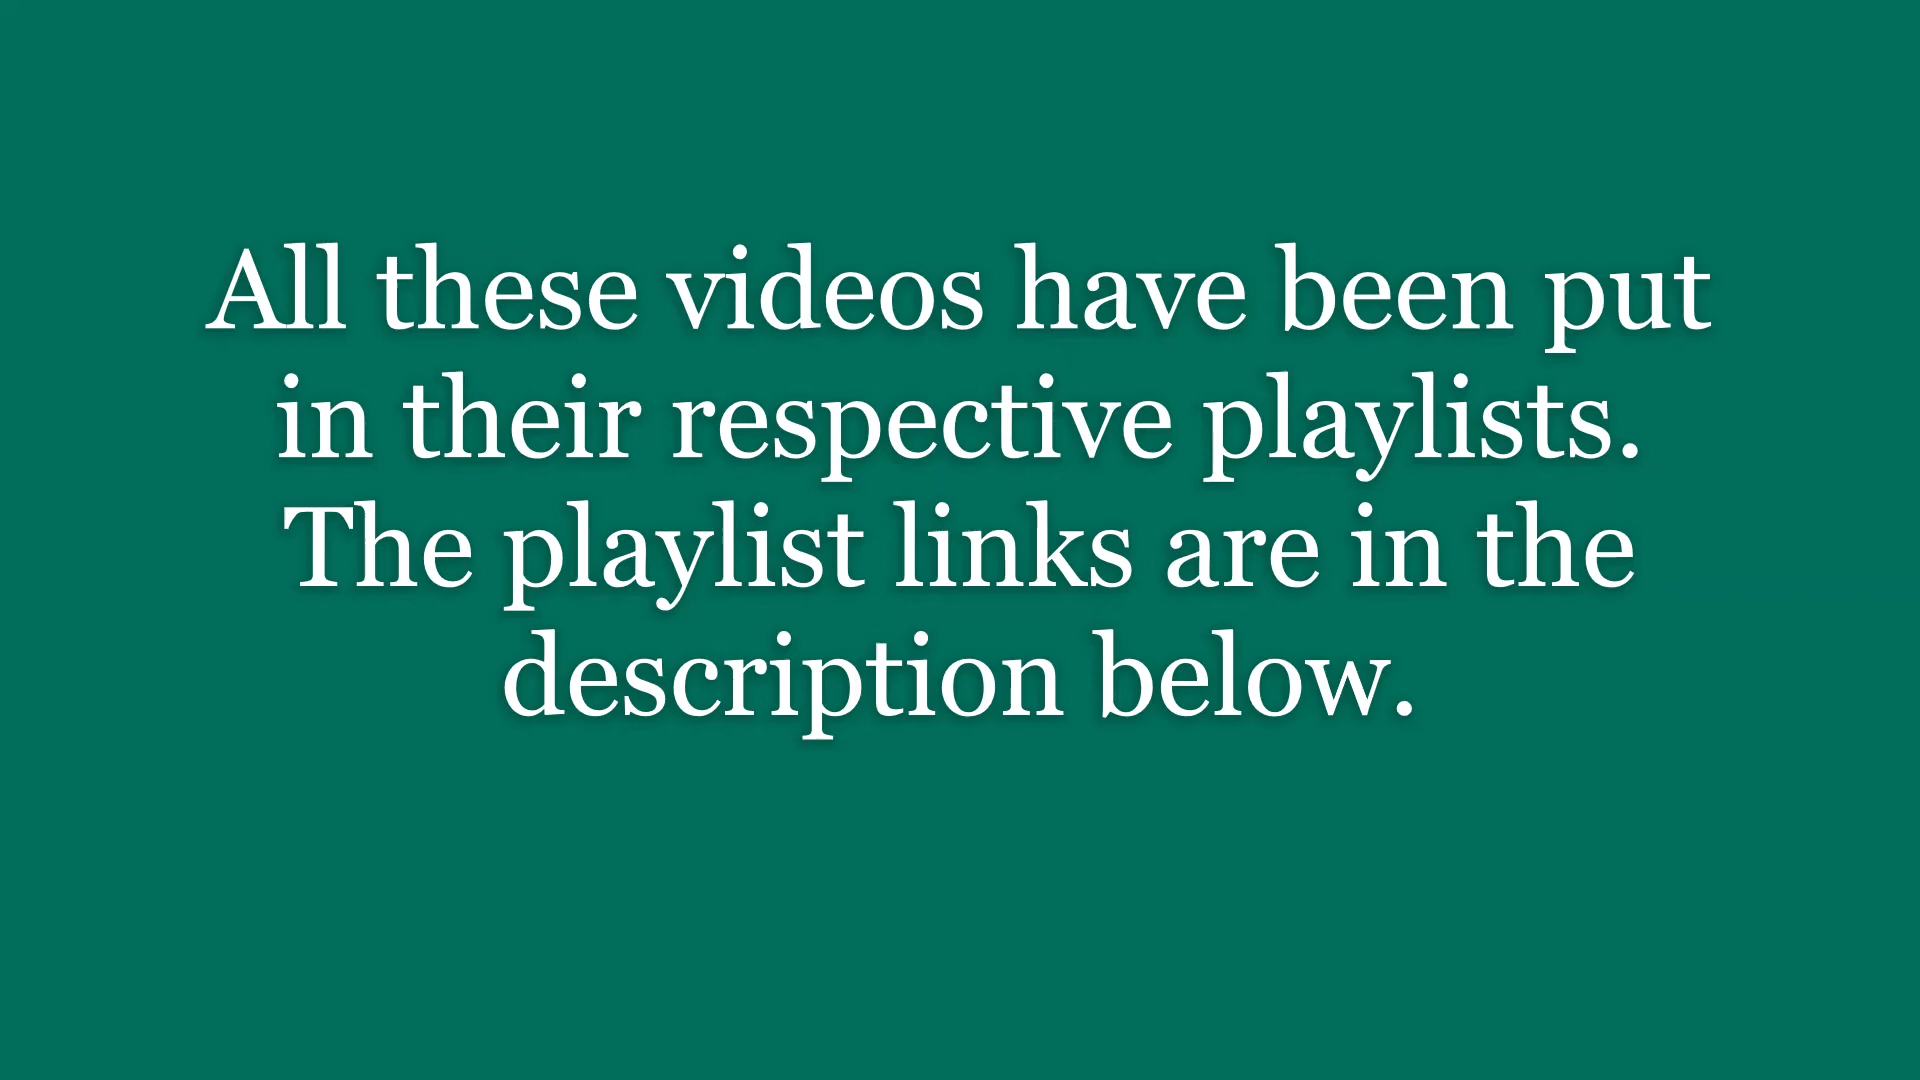 All these videos have been put
in their respective playlists.
The playlist links are in the
description below.